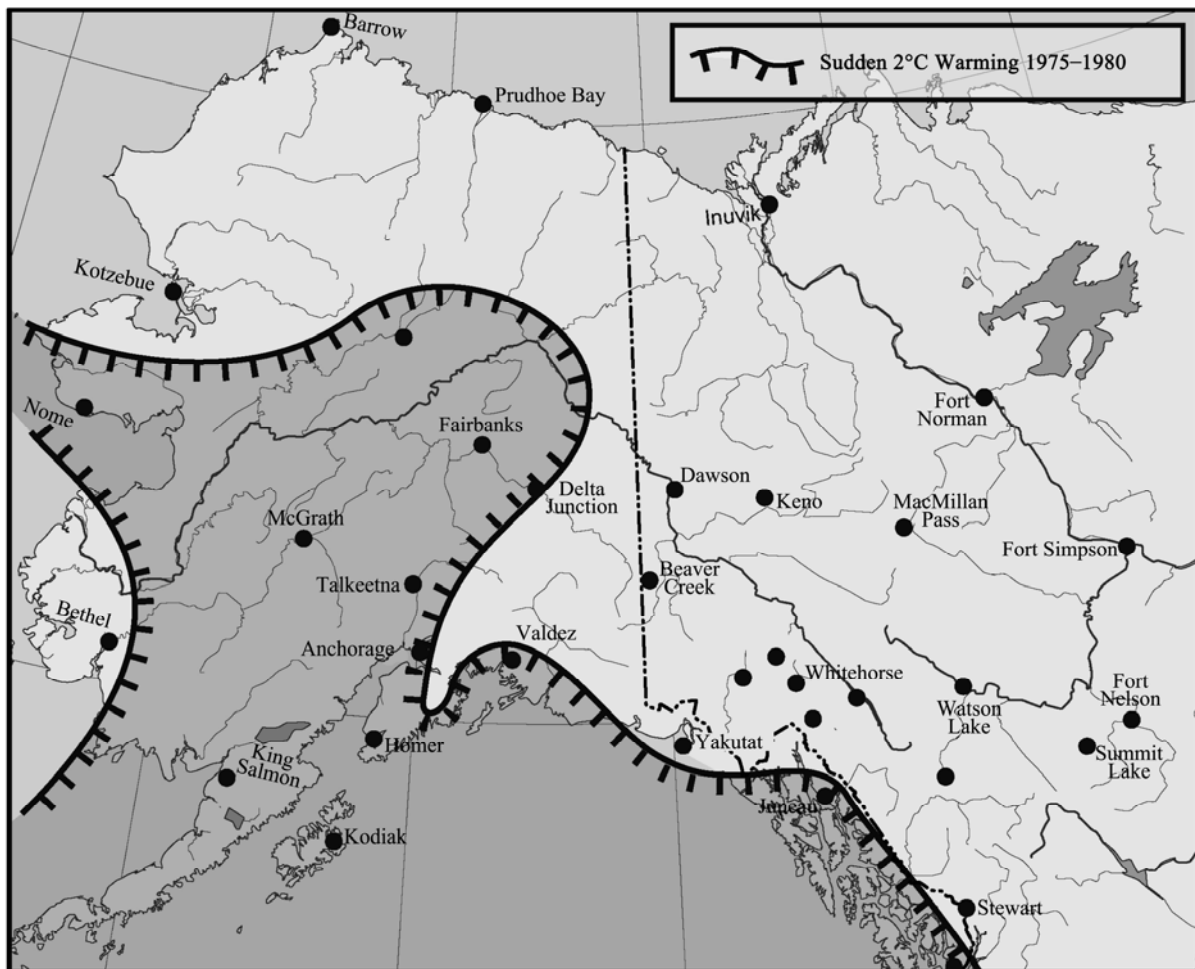 Barrow
Sudden 2°C Warming 1975–1980
Prudhoe Bay
Inuvik
Kotzebue
Nome
Fort
Norman
Fairbanks
Delta
Junction
Dawson
Keno
MacMillan
Pass
McGrath
Fort Simpson
Talkeetna
Beaver
Creek
Bethel
Anchorage
Valdez
Whitehorse
Watson
Lake
Fort
Nelson
Homer
Yakutat
Summit
Lake
King
Salmon
Juneau
Kodiak
Stewart